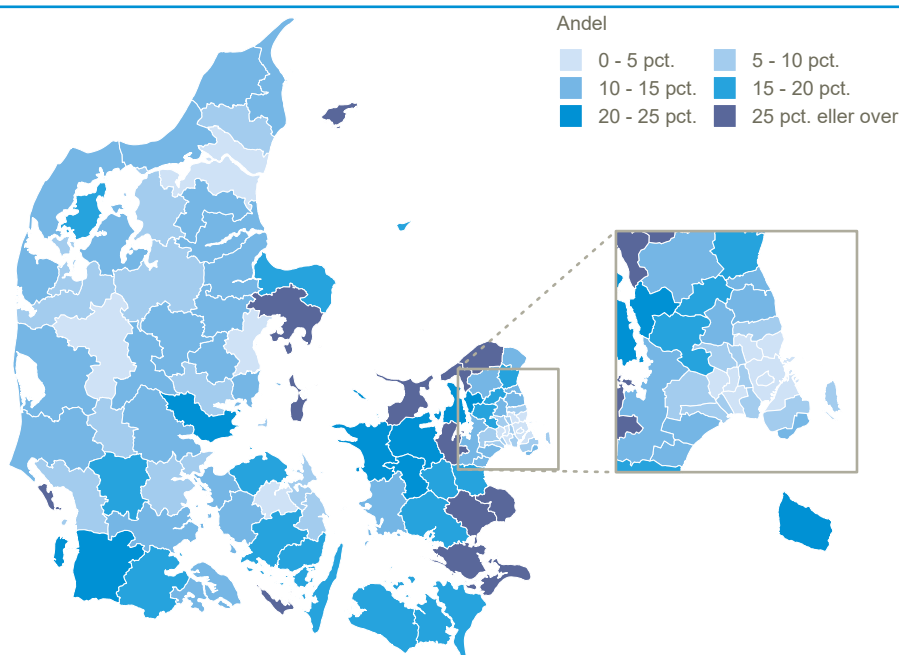 Andel
0 - 5 pct. 5 - 10 pct.
10 - 15 pct. 15 - 20 pct.
20 - 25 pct. 25 pct. eller over